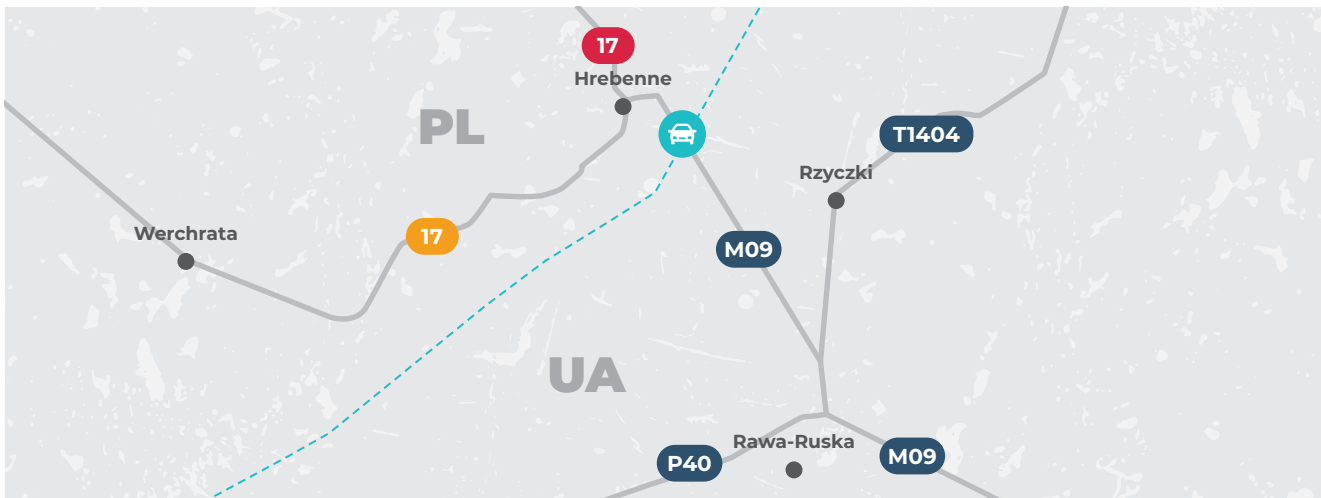 17
Hrebenne
PL
T1404
Rzyczki
Werchrata
17
M09
UA
Rawa-Ruska
P40
M09